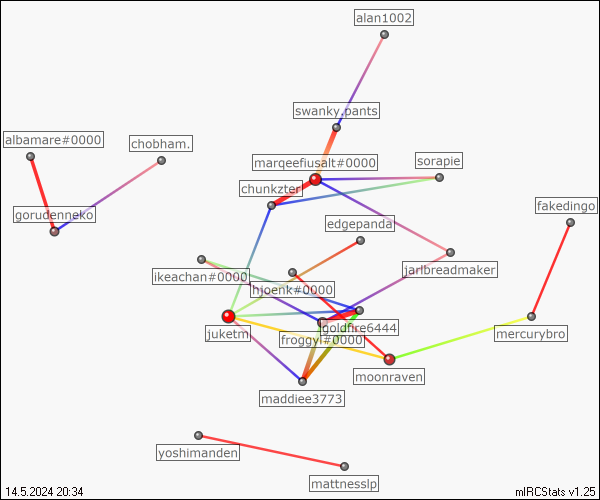 alan1002
swanky.pants
albamare#0000
chobham.
marqeefiusalt#0000
sorapie
chunkzter
fakedingo
gorudenneko
edgepanda
ikeachan#0000
jarlbreadmaker
hjoenk#0000
goldfire6444
juketm
froggyl#0000
mercurybro
moonraven
maddiee3773
yoshimanden
mattnesslp
14.5.2024 20:34
mIRCStats v1.25